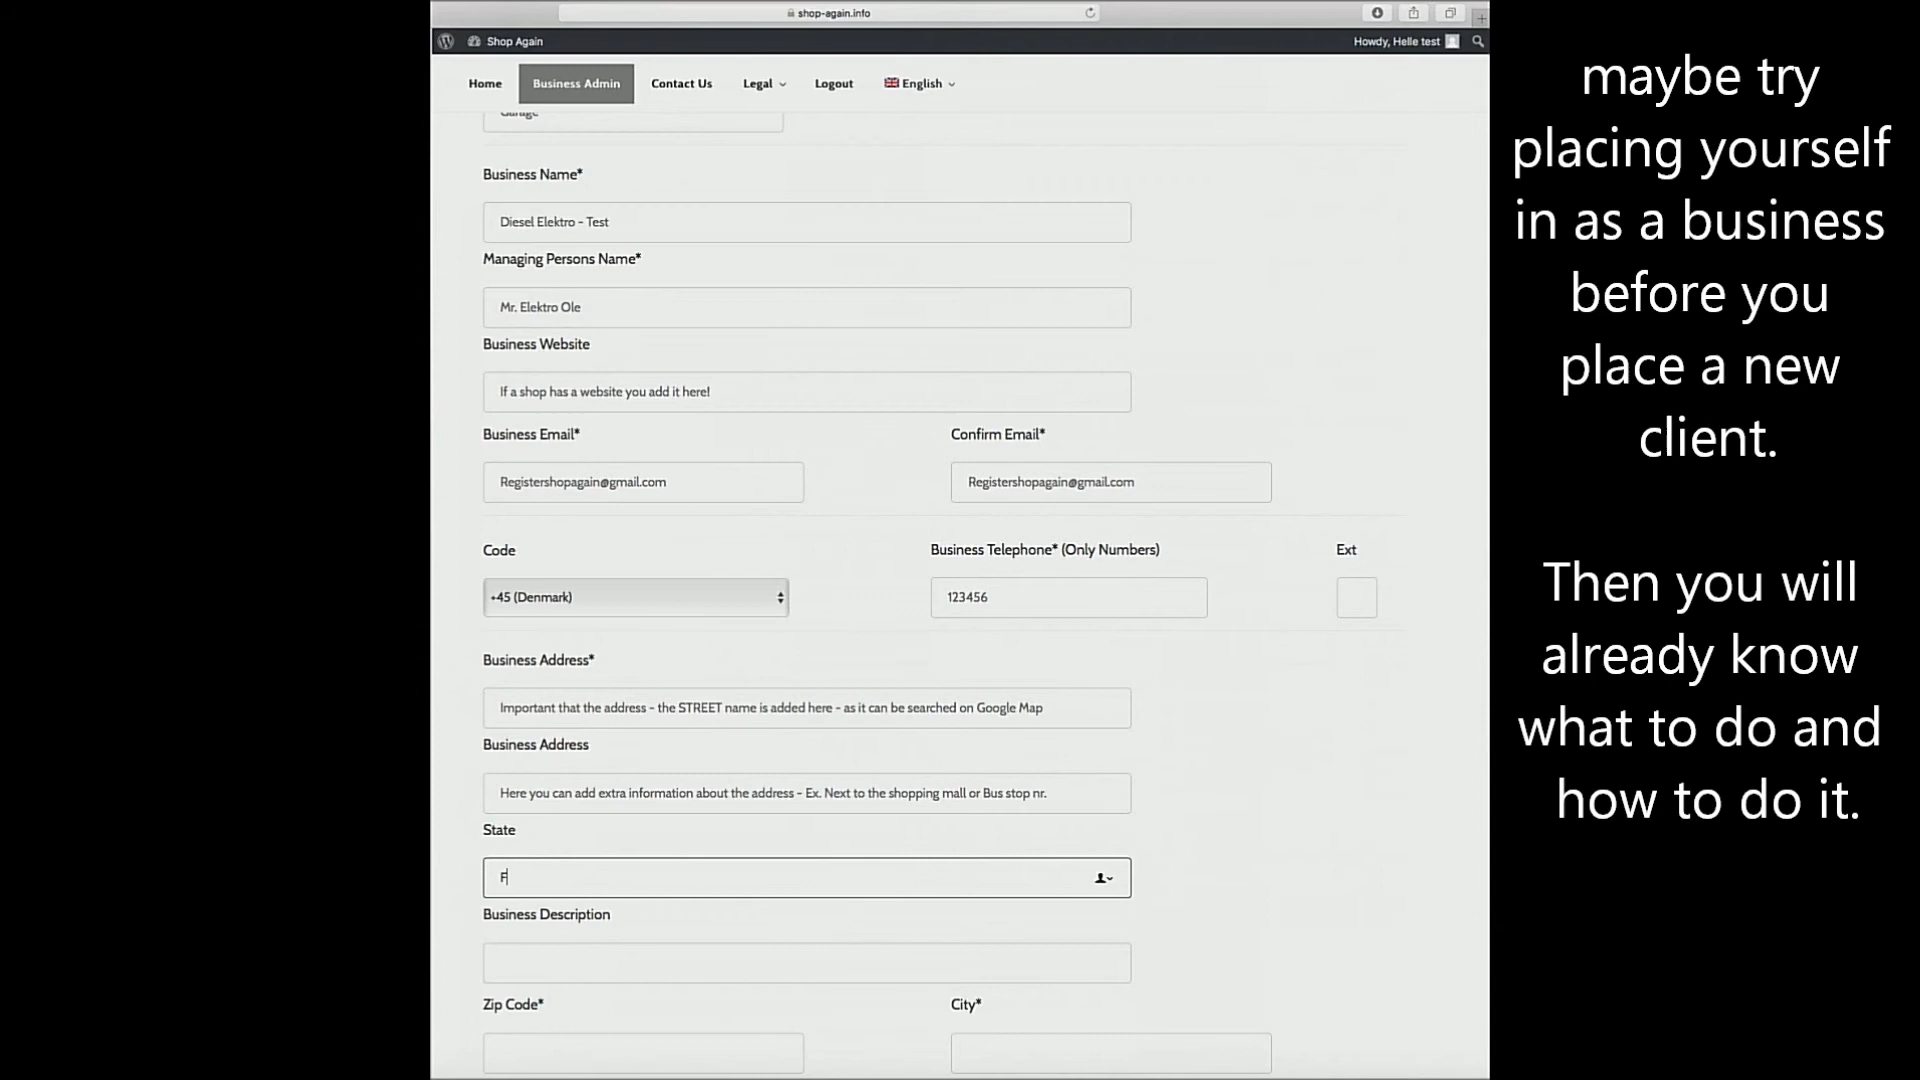 shop-again.info
Shop Again
Howdy, Helle test
Home
Business Admin
Contact Us
Legal
Logout
English
Garage
Business Name*
Diesel Elektro - Test
Managing Persons Name*
Mr. Elektro Ole
Business Website
If a shop has a website you add it here!
Business Email*
Confirm Email*
Registershopagain@gmail.com
Registershopagain@gmail.com
Code
Business Telephone* (Only Numbers)
Ext
+45 (Denmark)
123456
Business Address*
Important that the address - the STREET name is added here - as it can be searched on Google Map
Business Address
Here you can add extra information about the address - Ex. Next to the shopping mall or Bus stop nr.
State
F
Business Description
Zip Code*
City*
maybe try
placing yourself
in as a business
before you
place a new
client.
Then you will
already know
what to do and
how to do it.